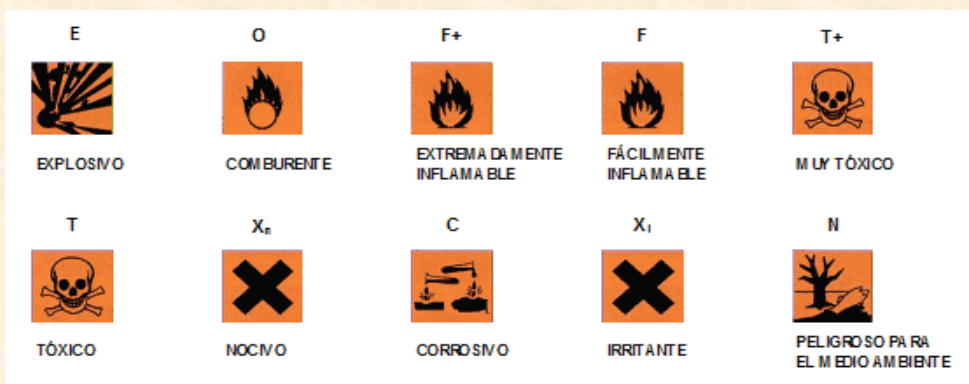 E O F+ F T+
EXPLOSIVO COMBURENTE EXTREMADAMENTE INFLAMABLE FÁCILMENTE INFLAMABLE MUY TÓXICO
T Xn C Xi N
TÓXICO NOCIVO CORROSIVO IRRITANTE PELIGROSO PARA EL MEDIO AMBIENTE